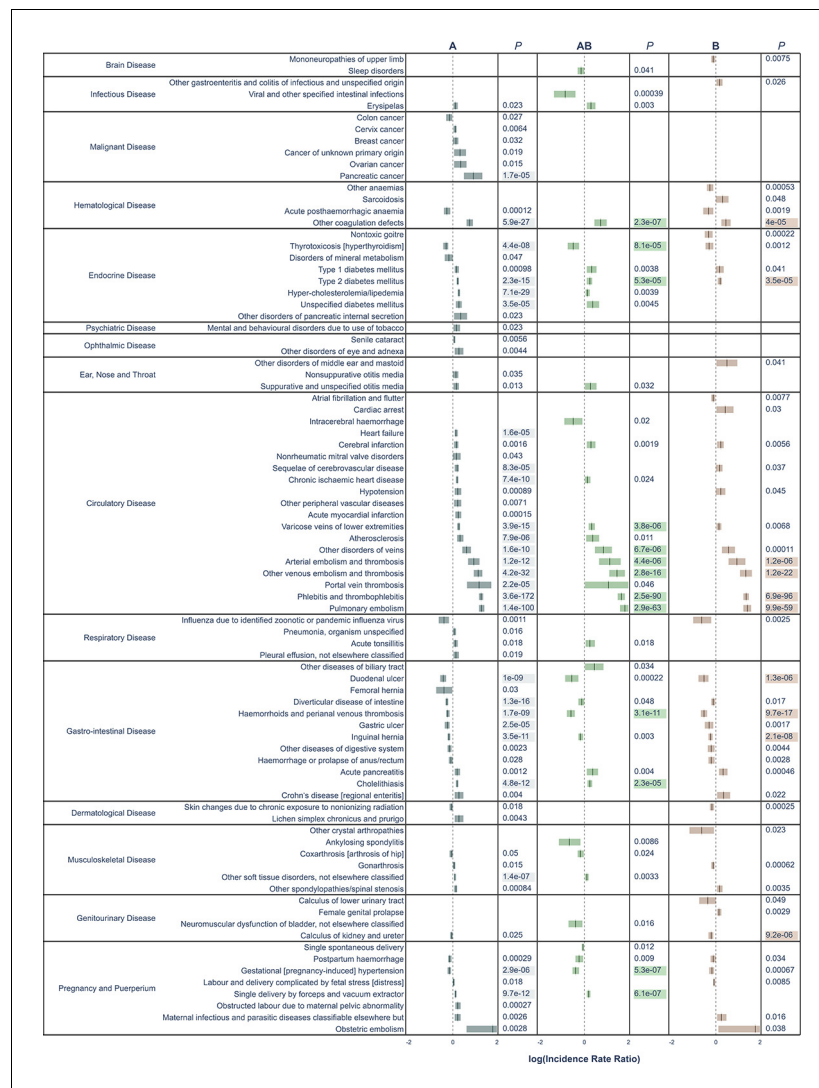 A P AB P B P
Brain Disease
Mononeuropathies of upper limb 0.0075
Sleep disorders 0.041
Infectious Disease
Other gastroenteritis and colitis of infectious and unspecified origin 0.026
Viral and other specified intestinal infections 0.00039
Erysipelas 0.023 0.003
Malignant Disease
Colon cancer 0.027
Cervix cancer 0.0064
Breast cancer 0.032
Cancer of unknown primary origin 0.019
Ovarian cancer 0.015
Pancreatic cancer 1.7e-05
Hematological Disease
Other anaemias 0.00053
Sarcoidosis 0.048
Acute posthaemorrhagic anaemia 0.00012 0.0019
Other coagulation defects 5.9e-27 2.3e-07 4e-05
Endocrine Disease
Nontoxic goitre 0.00022
Thyrotoxicosis [hyperthyroidism] 4.4e-08 8.1e-05 0.0012
Disorders of mineral metabolism 0.047
Type 1 diabetes mellitus 0.00098 0.0038 0.041
Type 2 diabetes mellitus 2.3e-15 5.3e-05 3.5e-05
Hyper-cholesterolemia/lipedemia 7.1e-29 0.0039
Unspecified diabetes mellitus 3.5e-05 0.0045
Other disorders of pancreatic internal secretion 0.023
Psychiatric Disease
Mental and behavioural disorders due to use of tobacco 0.023
Ophthalmic Disease
Senile cataract 0.0056
Other disorders of eye and adnexa 0.0044
Ear, Nose and Throat
Other disorders of middle ear and mastoid 0.041
Nonsuppurative otitis media 0.035
Suppurative and unspecified otitis media 0.013 0.032
Circulatory Disease
Atrial fibrillation and flutter 0.0077
Cardiac arrest 0.03
Intracerebral haemorrhage 0.02
Heart failure 1.6e-05
Cerebral infarction 0.0016 0.0019 0.0056
Nonrheumatic mitral valve disorders 0.043
Sequelae of cerebrovascular disease 8.3e-05 0.037
Chronic ischaemic heart disease 7.4e-10 0.024
Hypotension 0.00089 0.045
Other peripheral vascular diseases 0.0071
Acute myocardial infarction 0.00015
Varicose veins of lower extremities 3.9e-15 3.8e-06 0.0068
Atherosclerosis 7.9e-06 0.011
Other disorders of veins 1.6e-10 6.7e-06 0.00011
Arterial embolism and thrombosis 1.2e-12 4.4e-06 1.2e-06
Other venous embolism and thrombosis 4.2e-32 2.8e-16 1.2e-22
Portal vein thrombosis 2.2e-05 0.046
Phlebitis and thrombophlebitis 3.6e-172 2.5e-90 6.9e-96
Pulmonary embolism 1.4e-100 2.9e-63 9.9e-59
Respiratory Disease
Influenza due to identified zoonotic or pandemic influenza virus 0.0011 0.0025
Pneumonia, organism unspecified 0.016
Acute tonsillitis 0.018 0.018
Pleural effusion, not elsewhere classified 0.019
Gastro-intestinal Disease
Other diseases of biliary tract 0.034
Duodenal ulcer 1e-09 0.00022 1.3e-06
Femoral hernia 0.03
Diverticular disease of intestine 1.3e-16 0.048 0.017
Haemorrhoids and perianal venous thrombosis 1.7e-09 3.1e-11 9.7e-17
Gastric ulcer 2.5e-05 0.0017
Inguinal hernia 3.5e-11 0.003 2.1e-08
Other diseases of digestive system 0.0023 0.0044
Haemorrhage or prolapse of anus/rectum 0.028 0.0028
Acute pancreatitis 0.0012 0.004 0.00046
Cholelithiasis 4.8e-12 2.3e-05
Crohn's disease [regional enteritis] 0.004 0.022
Dermatological Disease
Skin changes due to chronic exposure to nonionizing radiation 0.018 0.00025
Lichen simplex chronicus and prurigo 0.0043
Musculoskeletal Disease
Other crystal arthropathies 0.023
Ankylosing spondylitis 0.0086
Coxarthrosis [arthrosis of hip] 0.05 0.024
Gonarthrosis 0.015 0.00062
Other soft tissue disorders, not elsewhere classified 1.4e-07 0.0033
Other spondylopathies/spinal stenosis 0.00084 0.0035
Genitourinary Disease
Calculus of lower urinary tract 0.049
Female genital prolapse 0.0029
Neuromuscular dysfunction of bladder, not elsewhere classified 0.016
Calculus of kidney and ureter 0.025 9.2e-06
Pregnancy and Puerperium
Single spontaneous delivery 0.012
Postpartum haemorrhage 0.00029 0.009 0.034
Gestational [pregnancy-induced] hypertension 2.9e-06 5.3e-07 0.00067
Labour and delivery complicated by fetal stress [distress] 0.018 0.0085
Single delivery by forceps and vacuum extractor 9.7e-12 6.1e-07
Obstructed labour due to maternal pelvic abnormality 0.00027
Maternal infectious and parasitic diseases classifiable elsewhere but 0.0026 0.016
Obstetric embolism 0.0028 0.038
-2 0 2 -2 0 2 -2 0 2
log(Incidence Rate Ratio)